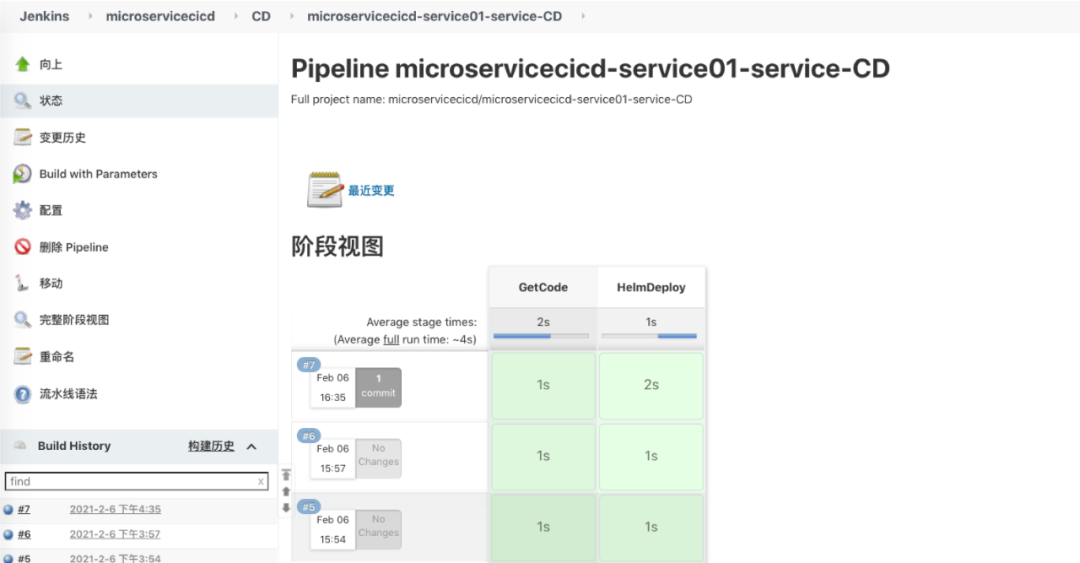 Jenkins microservicecicd CD microservicecicd-service01-service-CD
向上
状态
变更历史
Build with Parameters
配置
删除 Pipeline
移动
完整阶段视图
重命名
流水线语法
Build History 构建历史
find x
#7 2021-2-6 下午4:35
#6 2021-2-6 下午3:57
#5 2021-2-6 下午3:54
Pipeline microservicecicd-service01-service-CD
Full project name: microservicecicd/microservicecicd-service01-service-CD
最近变更
阶段视图
GetCode HelmDeploy
Average stage times: 2s 1s
(Average full run time: ~4s)
#7
Feb 06 1
16:35 commit
1s 2s
#6
Feb 06 No
15:57 Changes
1s 1s
#5
Feb 06 No
15:54 Changes
1s 1s